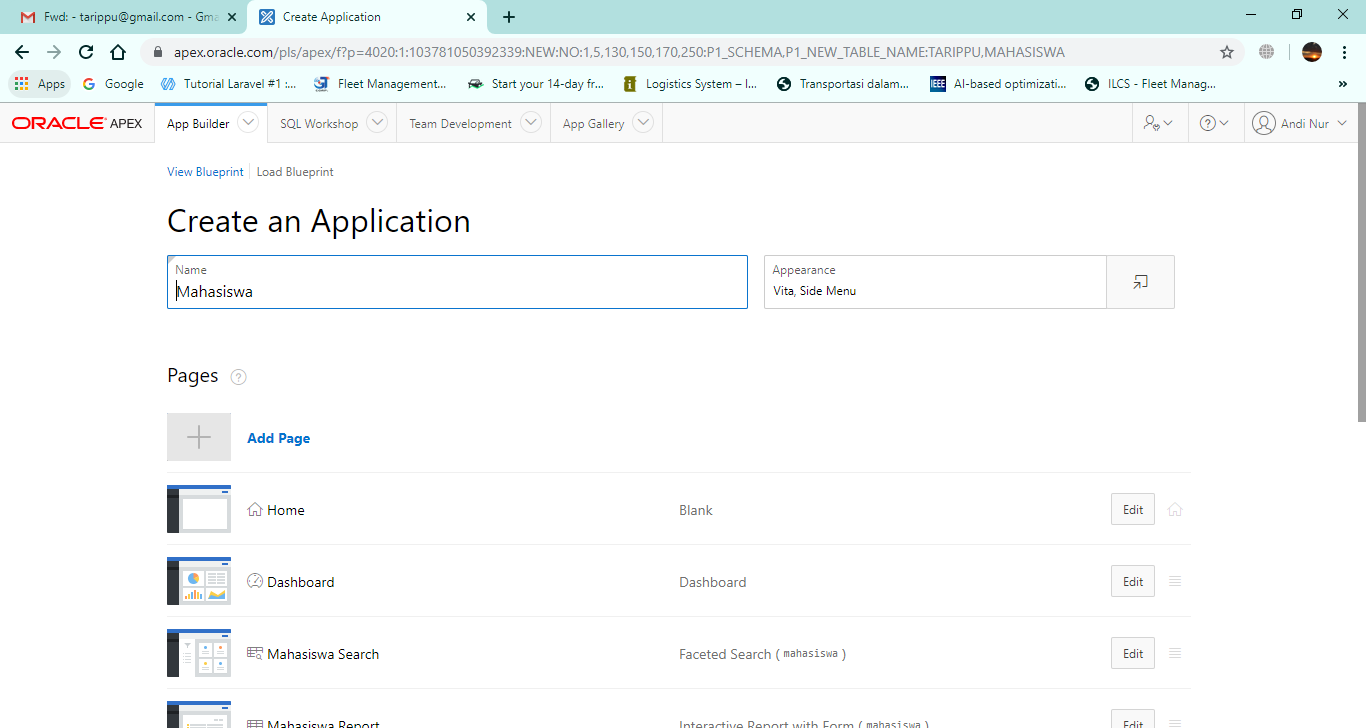 Fwd: - tarippu@gmail.com - Gma
Create Application
apex.oracle.com/pls/apex/f?p=4020:1:103781050392339:NEW:NO:1,5,130,150,170,250:P1_SCHEMA,P1_NEW_TABLE_NAME:TARIPPU,MAHASISWA
Apps Google Tutorial Laravel #1 :... Fleet Management... Start your 14-day fr... Logistics System – I... Transportasi dalam... IEEE AI-based optimizati... ILCS - Fleet Manag... »
ORACLE APEX App Builder SQL Workshop Team Development App Gallery Andi Nur
View Blueprint Load Blueprint
Create an Application
Name
Mahasiswa
Appearance
Vita, Side Menu
Pages ?
Add Page
Home Blank Edit
Dashboard Dashboard Edit
Mahasiswa Search Faceted Search ( mahasiswa ) Edit
Mahasiswa Report Interactive Report with Form ( mahasiswa ) Edit